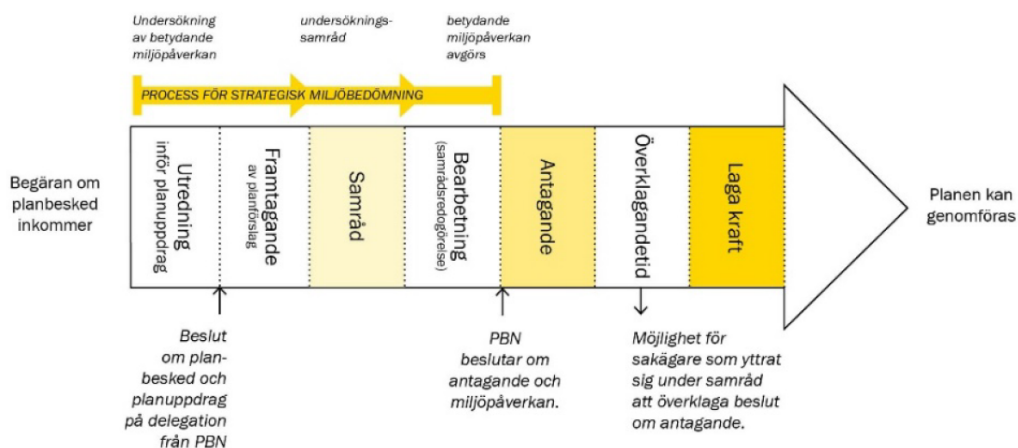 Undersökning
av betydande
miljöpåverkan
undersöknings-
samråd
betydande
miljöpåverkan
avgörs
PROCESS FÖR STRATEGISK MILJÖBEDÖMNING
Begäran om
planbesked
inkommer
Utredning
inför planuppdrag
Framtagande
av planförslag
Samråd
Bearbetning
(samrådsredogörelse)
Antagande
Överklagandetid
Laga kraft
Planen kan
genomföras
Beslut
om plan-
besked och
planuppdrag
på delegation
från PBN
PBN
beslutar om
antagande och
miljöpåverkan.
Möjlighet för
sakägare som yttrat
sig under samråd
att överklaga beslut
om antagande.